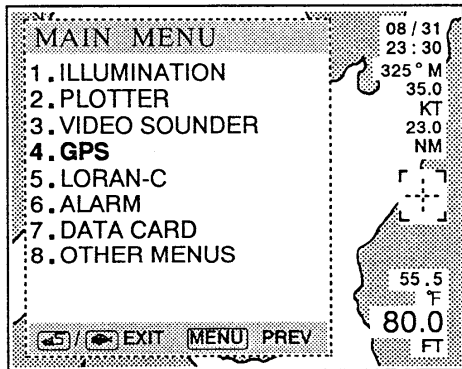 MAIN MENU
1.ILLUMINATION
2.PLOTTER
3.VIDEO SOUNDER
4.GPS
5.LORAN-C
6.ALARM
7.DATA CARD
8.OTHER MENUS
/ EXIT MENU PREV
08/31
23:30
325°M
35.0
KT
23.0
NM
55.5
°F
80.0
FT